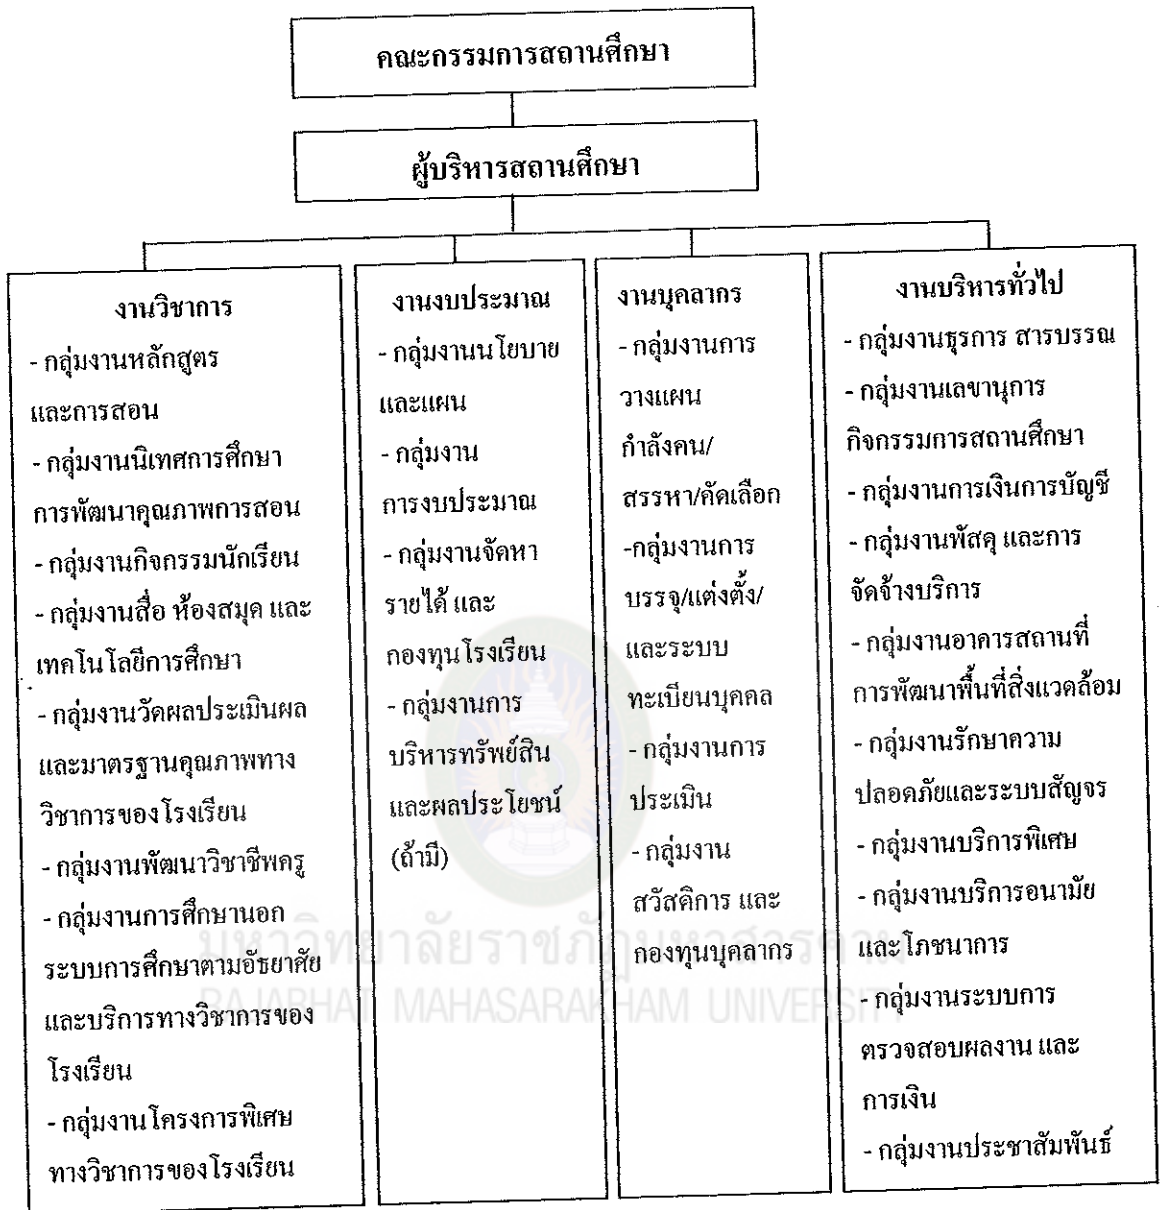 คณะกรรมการสถานศึกษา
ผู้บริหารสถานศึกษา
งานวิชาการ
- กลุ่มงานหลักสูตร
และการสอน
- กลุ่มงานนิเทศการศึกษา
การพัฒนาคุณภาพการสอน
- กลุ่มงานกิจกรรมนักเรียน
- กลุ่มงานสื่อ ห้องสมุด และ
เทคโนโลยีการศึกษา
- กลุ่มงานวัดผลประเมินผล
และมาตรฐานคุณภาพทาง
วิชาการของโรงเรียน
- กลุ่มงานพัฒนาวิชาชีพครู
- กลุ่มงานการศึกษานอก
ระบบการศึกษาตามอัธยาศัย
และบริการทางวิชาการของ
โรงเรียน
- กลุ่มงานโครงการพิเศษ
ทางวิชาการของโรงเรียน
งานงบประมาณ
- กลุ่มงานนโยบาย
และแผน
- กลุ่มงาน
การงบประมาณ
- กลุ่มงานจัดหา
รายได้ และ
กองทุนโรงเรียน
- กลุ่มงานการ
บริหารทรัพย์สิน
และผลประโยชน์
(ถ้ามี)
งานบุคลากร
- กลุ่มงานการ
วางแผน
กำลังคน/
สรรหา/คัดเลือก
-กลุ่มงานการ
บรรจุ/แต่งตั้ง/
และระบบ
ทะเบียนบุคคล
- กลุ่มงานการ
ประเมิน
- กลุ่มงาน
สวัสดิการ และ
กองทุนบุคลากร
งานบริหารทั่วไป
- กลุ่มงานธุรการ สารบรรณ
- กลุ่มงานเลขานุการ
กิจกรรมการสถานศึกษา
- กลุ่มงานการเงินการบัญชี
- กลุ่มงานพัสดุ และการ
จัดจ้างบริการ
- กลุ่มงานอาคารสถานที่
การพัฒนาพื้นที่สิ่งแวดล้อม
- กลุ่มงานรักษาความ
ปลอดภัยและระบบสัญจร
- กลุ่มงานบริการพิเศษ
- กลุ่มงานบริการอนามัย
และโภชนาการ
- กลุ่มงานระบบการ
ตรวจสอบผลงาน และ
การเงิน
- กลุ่มงานประชาสัมพันธ์
มหาวิทยาลัยราชภัฏมหาสารคาม
RAJABHAT MAHASARAKHAM UNIVERSITY